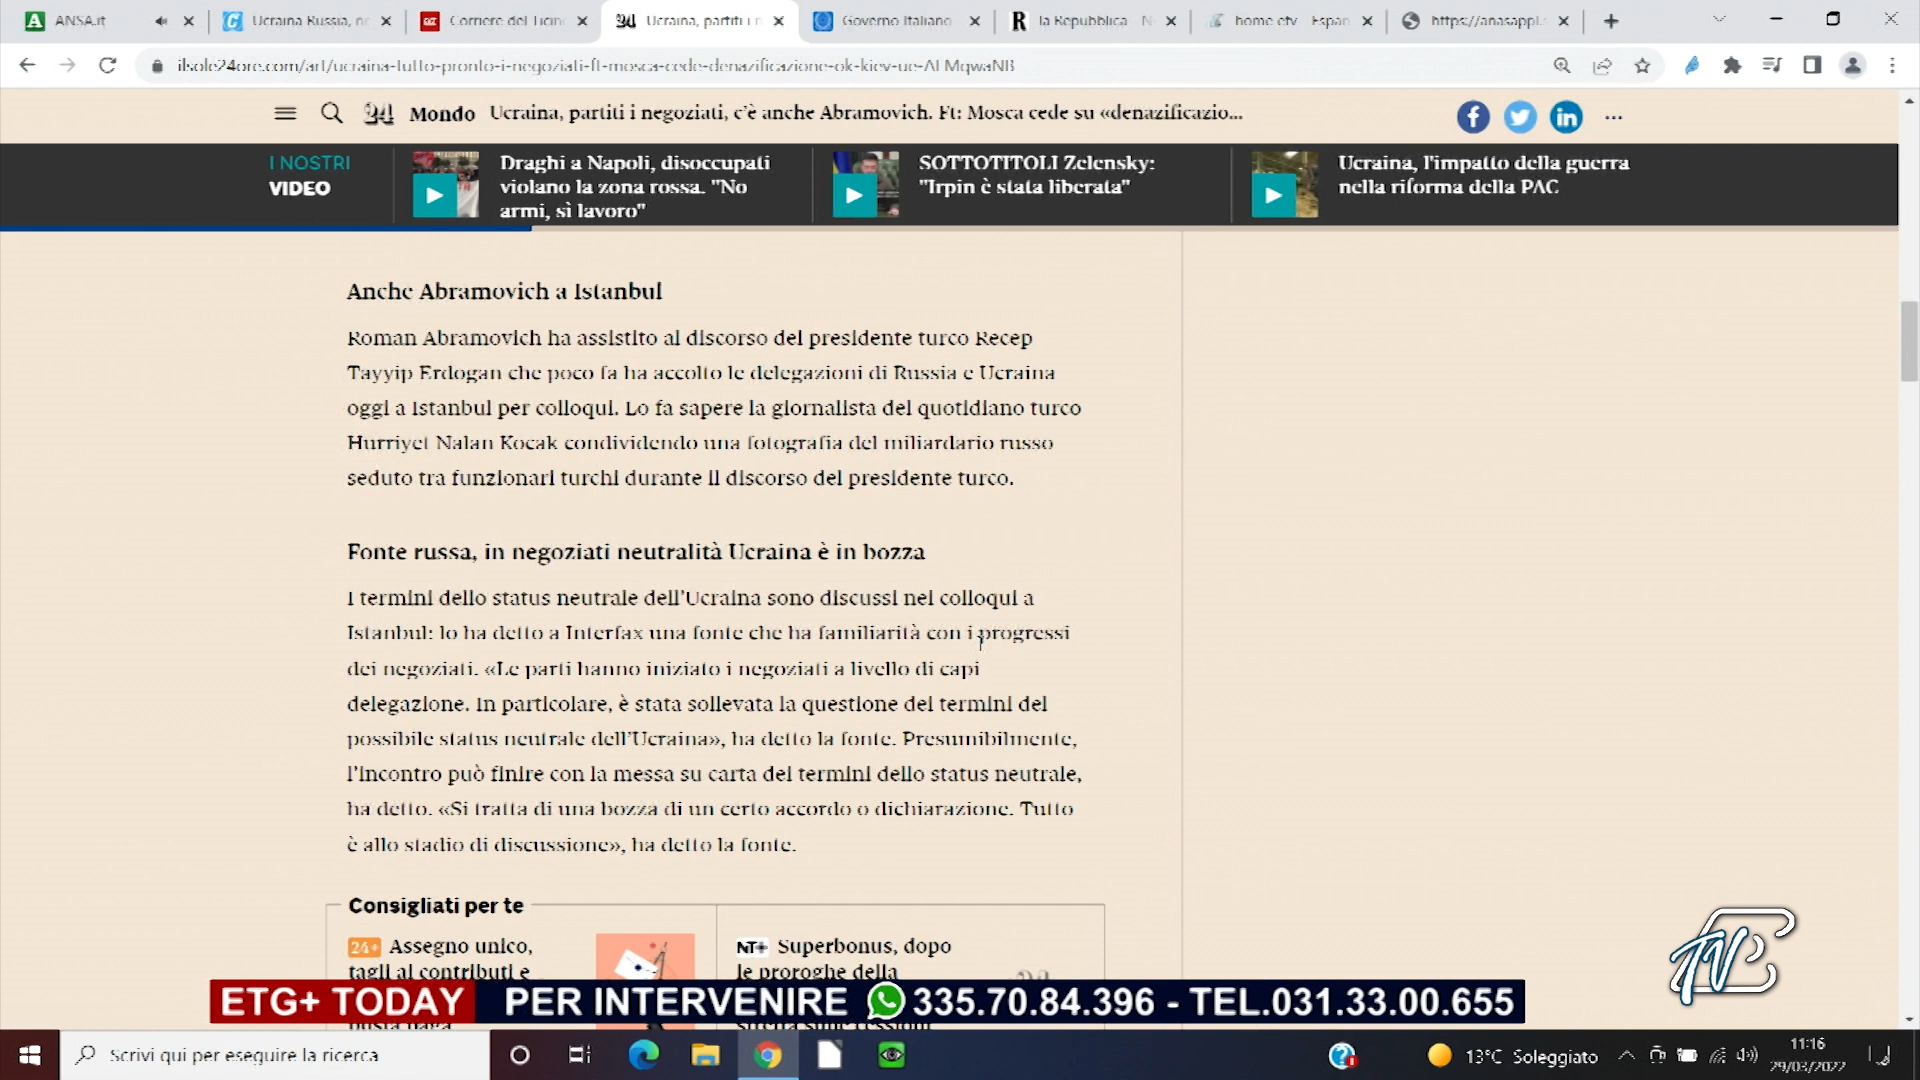 ANSA.it
Ucraina Russia, ne
Corriere del Ticino
Ucraina, partiti i n
Governo Italiano
la Repubblica - N
home etv - Espan
https://anasappl.s
ilsole24ore.com/art/ucraina-tutto-pronto-i-negoziati-ft-mosca-cede-denazificazione-ok-kiev-ue-AEMqwaNB
24 Mondo Ucraina, partiti i negoziati, c'è anche Abramovich. Ft: Mosca cede su «denazificazio...
I NOSTRI
VIDEO
Draghi a Napoli, disoccupati
violano la zona rossa. "No
armi, sì lavoro"
SOTTOTITOLI Zelensky:
"Irpin è stata liberata"
Ucraina, l'impatto della guerra
nella riforma della PAC
Anche Abramovich a Istanbul
Roman Abramovich ha assistito al discorso del presidente turco Recep
Tayyip Erdogan che poco fa ha accolto le delegazioni di Russia e Ucraina
oggi a Istanbul per colloqui. Lo fa sapere la giornalista del quotidiano turco
Hurriyet Nalan Kocak condividendo una fotografia del miliardario russo
seduto tra funzionari turchi durante il discorso del presidente turco.
Fonte russa, in negoziati neutralità Ucraina è in bozza
I termini dello status neutrale dell'Ucraina sono discussi nei colloqui a
Istanbul: lo ha detto a Interfax una fonte che ha familiarità con i progressi
dei negoziati. «Le parti hanno iniziato i negoziati a livello di capi
delegazione. In particolare, è stata sollevata la questione dei termini del
possibile status neutrale dell'Ucraina», ha detto la fonte. Presumibilmente,
l'incontro può finire con la messa su carta dei termini dello status neutrale,
ha detto. «Si tratta di una bozza di un certo accordo o dichiarazione. Tutto
è allo stadio di discussione», ha detto la fonte.
Consigliati per te
24+ Assegno unico,
tagli ai contributi e
NT+ Superbonus, dopo
le proroghe della
ETG+ TODAY PER INTERVENIRE 335.70.84.396 - TEL.031.33.00.655
Scrivi qui per eseguire la ricerca
13°C Soleggiato
11:16
29/03/2022